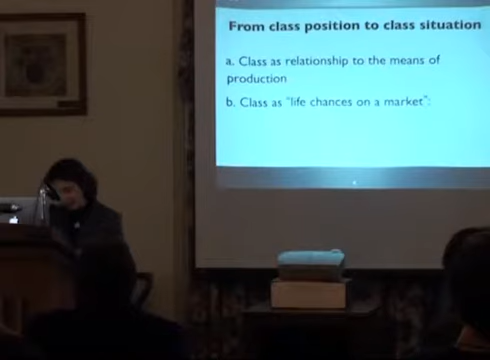 From class position to class situation
a. Class as relationship to the means of
production
b. Class as "life chances on a market":